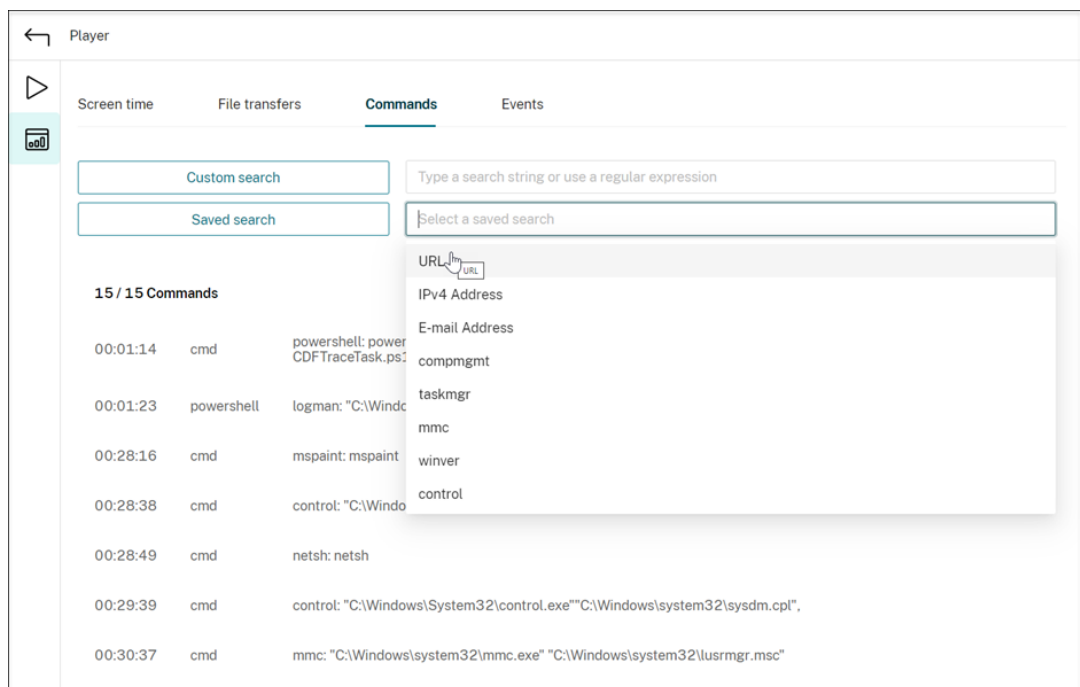 Player
Screen time File transfers Commands Events
Custom search Type a search string or use a regular expression
Saved search Select a saved search
URL
URL
IPv4 Address
15 / 15 Commands
E-mail Address
00:01:14 cmd powershell: power
CDFTraceTask.ps1
compmgmt
taskmgr
00:01:23 powershell logman: "C:\Windo
mmc
00:28:16 cmd mspaint: mspaint
winver
control
00:28:38 cmd control: "C:\Windo
00:28:49 cmd netsh: netsh
00:29:39 cmd control: "C:\Windows\System32\control.exe""C:\Windows\system32\sysdm.cpl",
00:30:37 cmd mmc: "C:\Windows\system32\mmc.exe" "C:\Windows\system32\lusrmgr.msc"